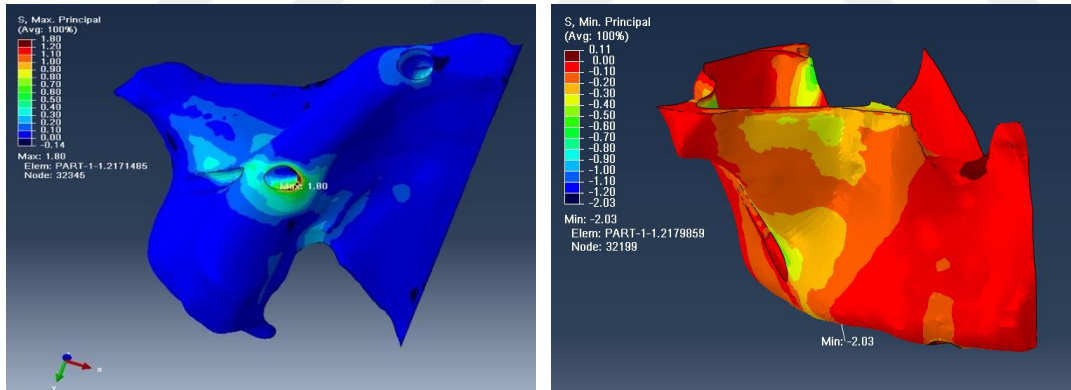 S, Max. Principal
(Avg: 100%)
1.80
1.20
1.10
1.00
0.90
0.80
0.70
0.60
0.50
0.40
0.30
0.20
0.10
0.00
-0.14
Max: 1.80
Elem: PART-1-1.2171485
Node: 32345
Max: 1.80
X
Y
S, Min. Principal
(Avg: 100%)
0.11
0.00
-0.10
-0.20
-0.30
-0.40
-0.50
-0.60
-0.70
-0.80
-0.90
-1.00
-1.10
-1.20
-2.03
Min: -2.03
Elem: PART-1-1.2179859
Node: 32199
Min: -2.03